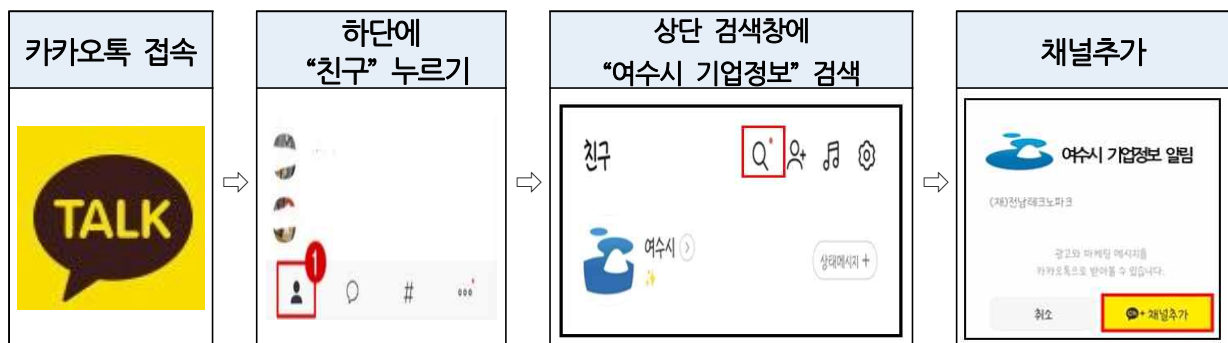 카카오톡 접속
TALK
하단에
“친구” 누르기
1
#
상단 검색창에
“여수시 기업정보” 검색
친구
여수시
상태메시지 +
채널추가
여수시 기업정보 알림
(재)전남테크노파크
광고와 마케팅 메시지를
카카오톡으로 받아볼 수 있습니다.
취소
채널추가